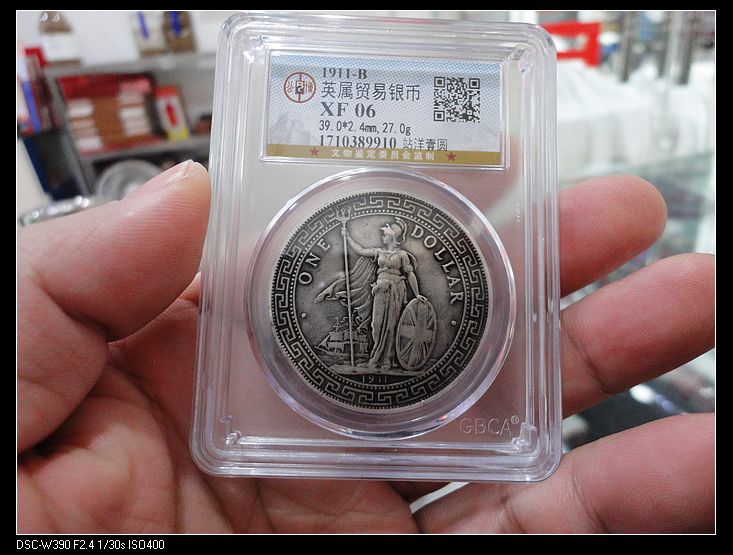 1911-B
英属贸易银币
XF 06
39.0*2.4mm,27.0g
1710389910 站洋壹圆
★ 文物鉴定委员会监制 ★
· ONE DOLLAR ·
1911
GBCA®
DSC-W390 F2.4 1/30s ISO400